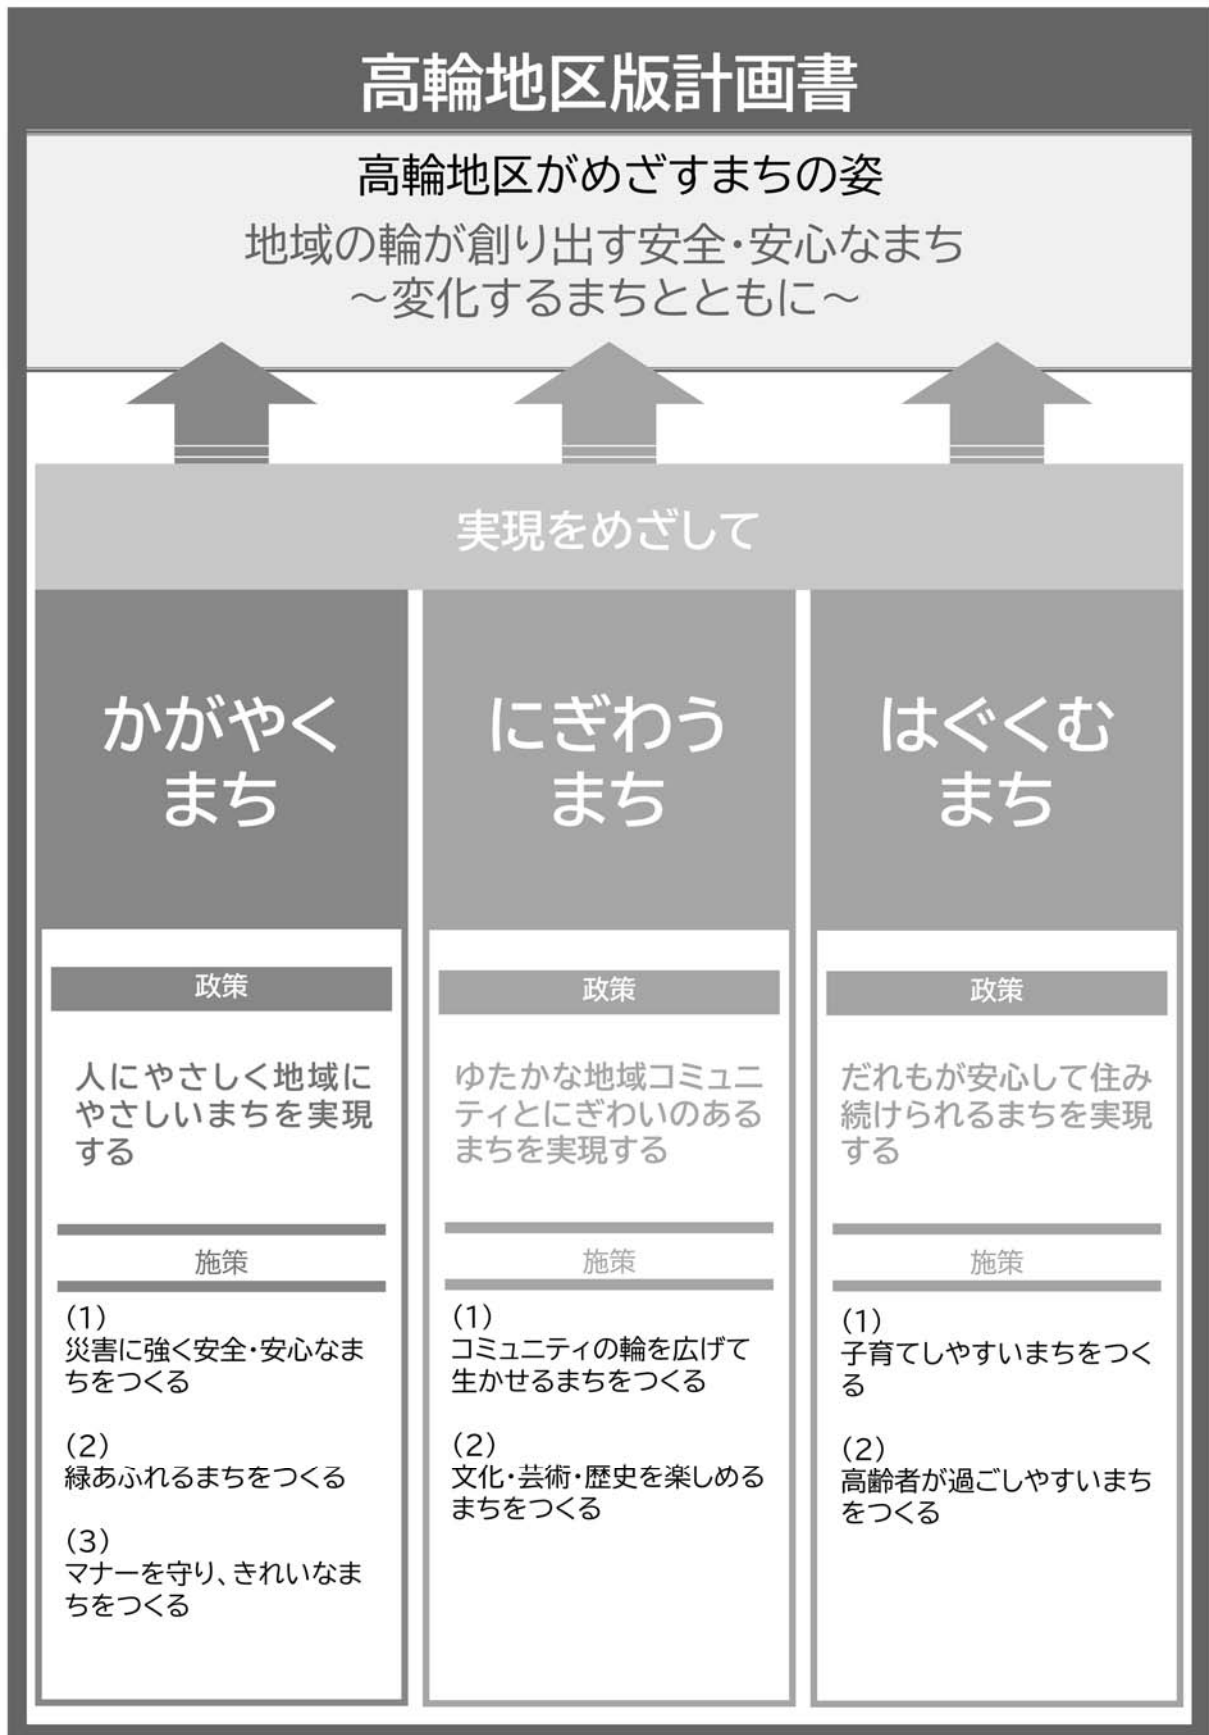 高輪地区版計画書
高輪地区がめざすまちの姿
地域の輪が創り出す安全・安心なまち
～変化するまちとともに～
実現をめざして
かがやく
まち
政策
人にやさしく地域に
やさしいまちを実現
する
施策
(1)
災害に強く安全・安心なま
ちをつくる
(2)
緑あふれるまちをつくる
(3)
マナーを守り、きれいなま
ちをつくる
にぎわう
まち
政策
ゆたかな地域コミュニ
ティとにぎわいのある
まちを実現する
施策
(1)
コミュニティの輪を広げて
生かせるまちをつくる
(2)
文化・芸術・歴史を楽しめる
まちをつくる
はぐくむ
まち
政策
だれもが安心して住み
続けられるまちを実現
する
施策
(1)
子育てしやすいまちをつく
る
(2)
高齢者が過ごしやすいまち
をつくる